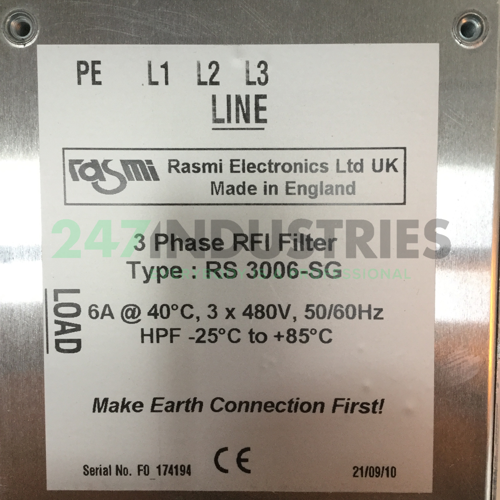 PE L1 L2 L3
LINE
rasmi Rasmi Electronics Ltd UK
Made in England
247INDUSTRIES
3 Phase RFI Filter
Type : RS 3006-SG
LOAD
6A @ 40°C, 3 x 480V, 50/60Hz
HPF -25°C to +85°C
Make Earth Connection First!
Serial No. FO_174194 CE 21/09/10